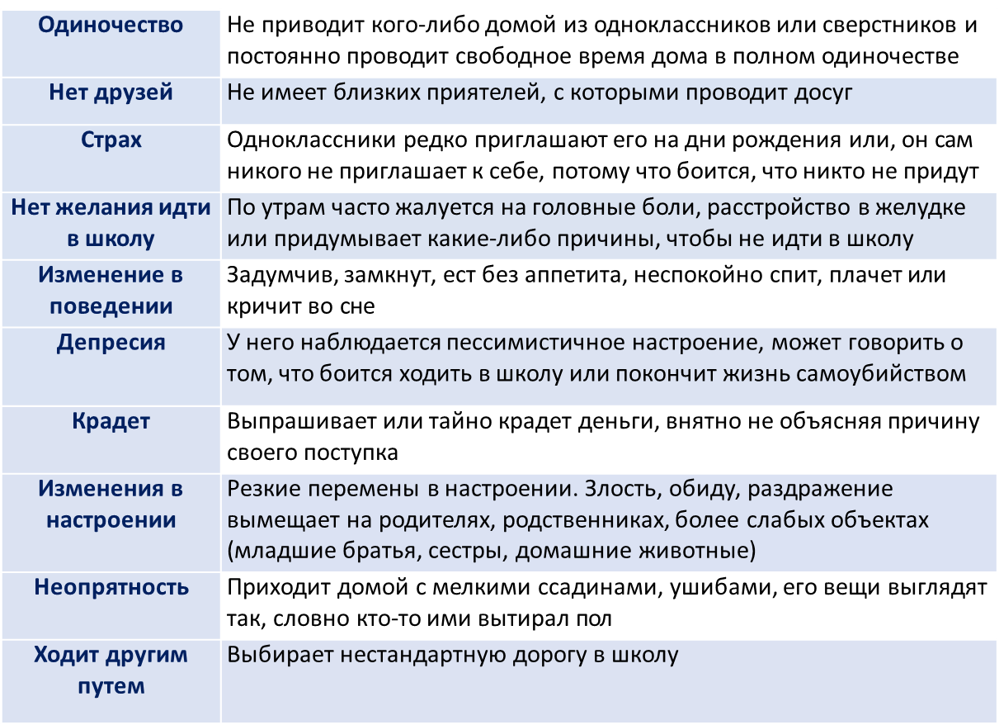 Одиночество
Не приводит кого-либо домой из одноклассников или сверстников и
постоянно проводит свободное время дома в полном одиночестве
Нет друзей
Не имеет близких приятелей, с которыми проводит досуг
Страх
Одноклассники редко приглашают его на дни рождения или, он сам
никого не приглашает к себе, потому что боится, что никто не придут
Нет желания идти
в школу
По утрам часто жалуется на головные боли, расстройство в желудке
или придумывает какие-либо причины, чтобы не идти в школу
Изменение в
поведении
Задумчив, замкнут, ест без аппетита, неспокойно спит, плачет или
кричит во сне
Депресия
У него наблюдается пессимистичное настроение, может говорить о
том, что боится ходить в школу или покончит жизнь самоубийством
Крадет
Выпрашивает или тайно крадет деньги, внятно не объясняя причину
своего поступка
Изменения в
настроении
Резкие перемены в настроении. Злость, обиду, раздражение
вымещает на родителях, родственниках, более слабых объектах
(младшие братья, сестры, домашние животные)
Неопрятность
Приходит домой с мелкими ссадинами, ушибами, его вещи выглядят
так, словно кто-то ими вытирал пол
Ходит другим
путем
Выбирает нестандартную дорогу в школу